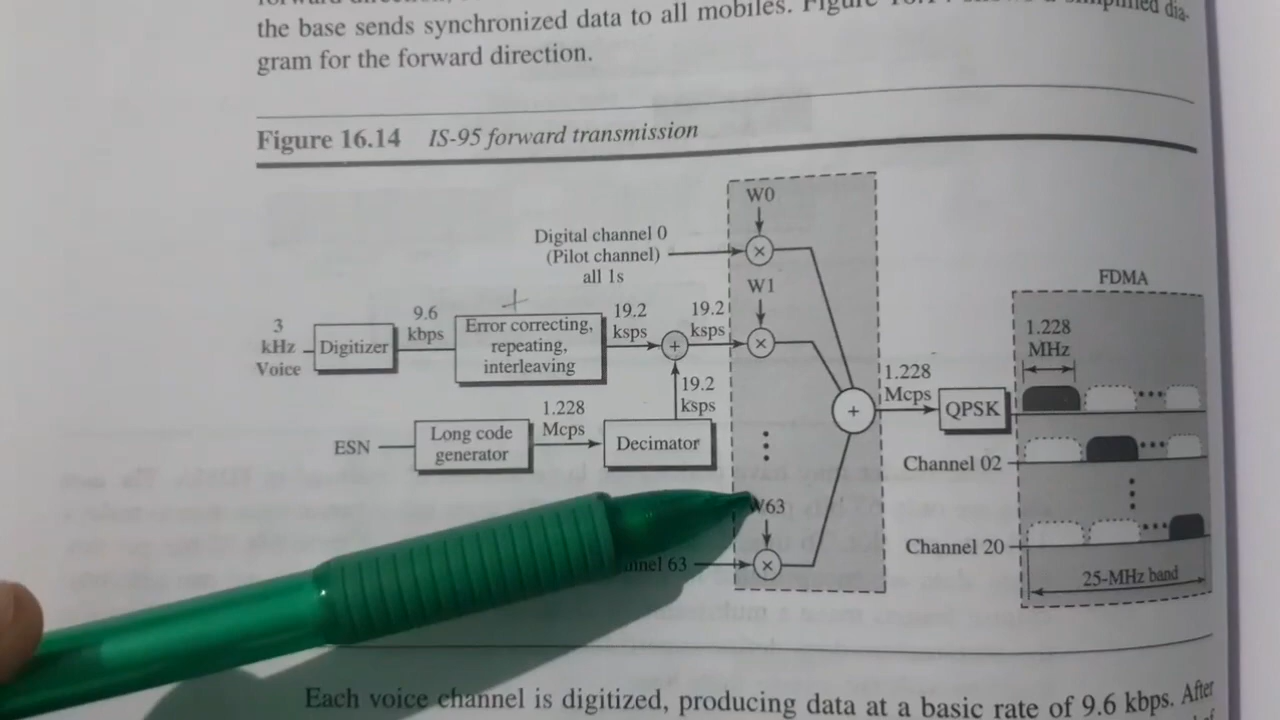 the base sends synchronized data to all mobiles. Figure
gram for the forward direction.
Figure 16.14 IS-95 forward transmission
W0
Digital channel 0
(Pilot channel)
all 1s
FDMA
W1
3
kHz
Voice
Digitizer
9.6
kbps
Error correcting,
repeating,
interleaving
19.2
ksps
+
19.2
ksps
1.228
MHz
19.2
ksps
1.228
Mcps
QPSK
ESN
Long code
generator
1.228
Mcps
Decimator
+
Channel 02
W63
Channel 20
63
25-MHz band
Each voice channel is digitized, producing data at a basic rate of 9.6 kbps. After